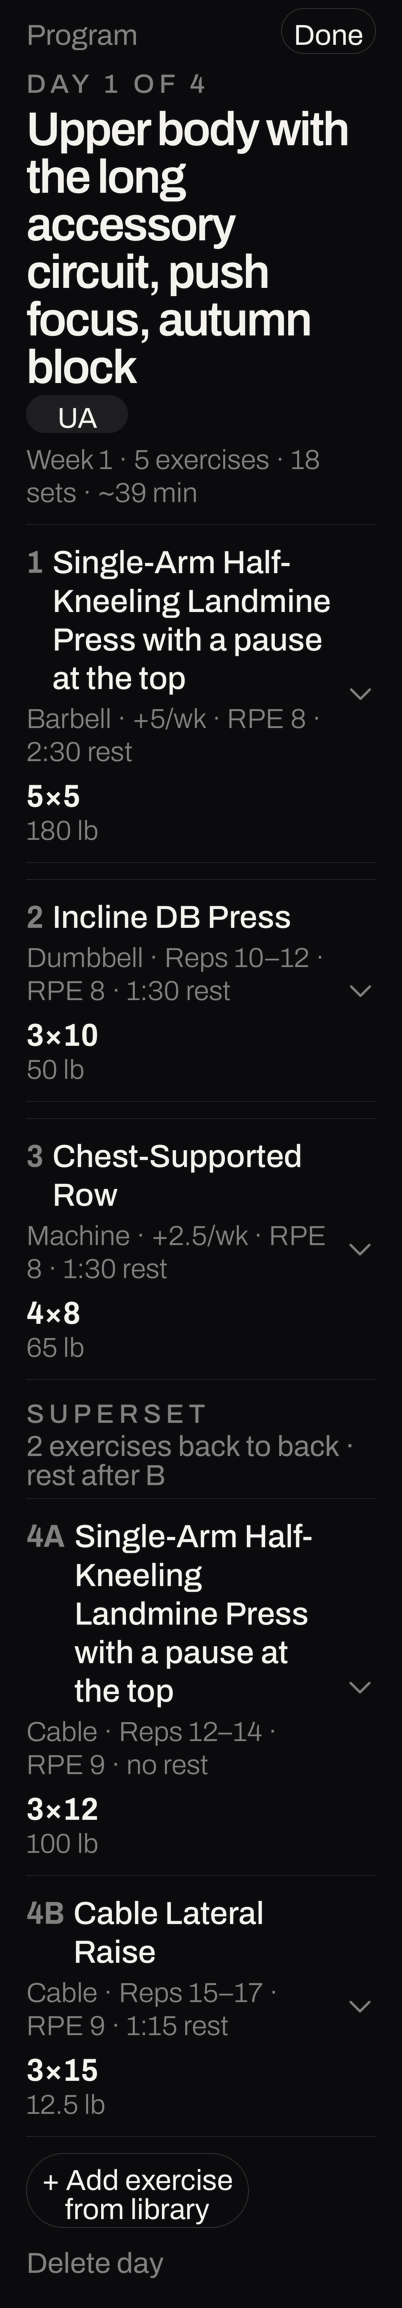 Program
Done
DAY 1 OF 4
Upper body with
the long
accessory
circuit, push
focus, autumn
block
UA
Week 1 · 5 exercises · 18
sets · ~39 min
1 Single-Arm Half-
Kneeling Landmine
Press with a pause
at the top
Barbell · +5/wk · RPE 8 ·
2:30 rest
5×5
180 lb
2 Incline DB Press
Dumbbell · Reps 10–12 ·
RPE 8 · 1:30 rest
3×10
50 lb
3 Chest-Supported
Row
Machine · +2.5/wk · RPE
8 · 1:30 rest
4×8
65 lb
SUPERSET
2 exercises back to back ·
rest after B
4A Single-Arm Half-
Kneeling
Landmine Press
with a pause at
the top
Cable · Reps 12–14 ·
RPE 9 · no rest
3×12
100 lb
4B Cable Lateral
Raise
Cable · Reps 15–17 ·
RPE 9 · 1:15 rest
3×15
12.5 lb
+ Add exercise
from library
Delete day